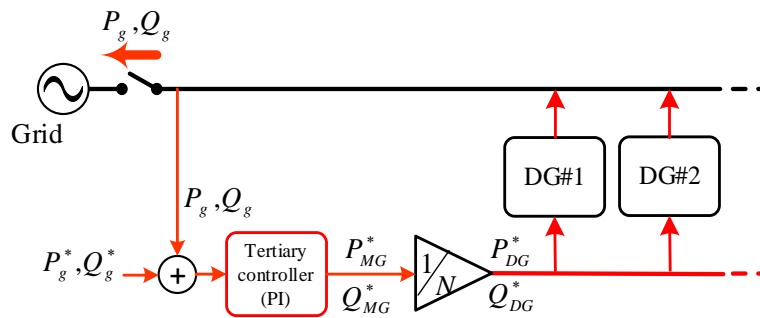 P_g ,Q_g
Grid
DG#1
DG#2
P_g ,Q_g
P_g^* ,Q_g^*
+
Tertiary
controller
(PI)
P_MG^*
Q_MG^*
1/N
P_DG^*
Q_DG^*